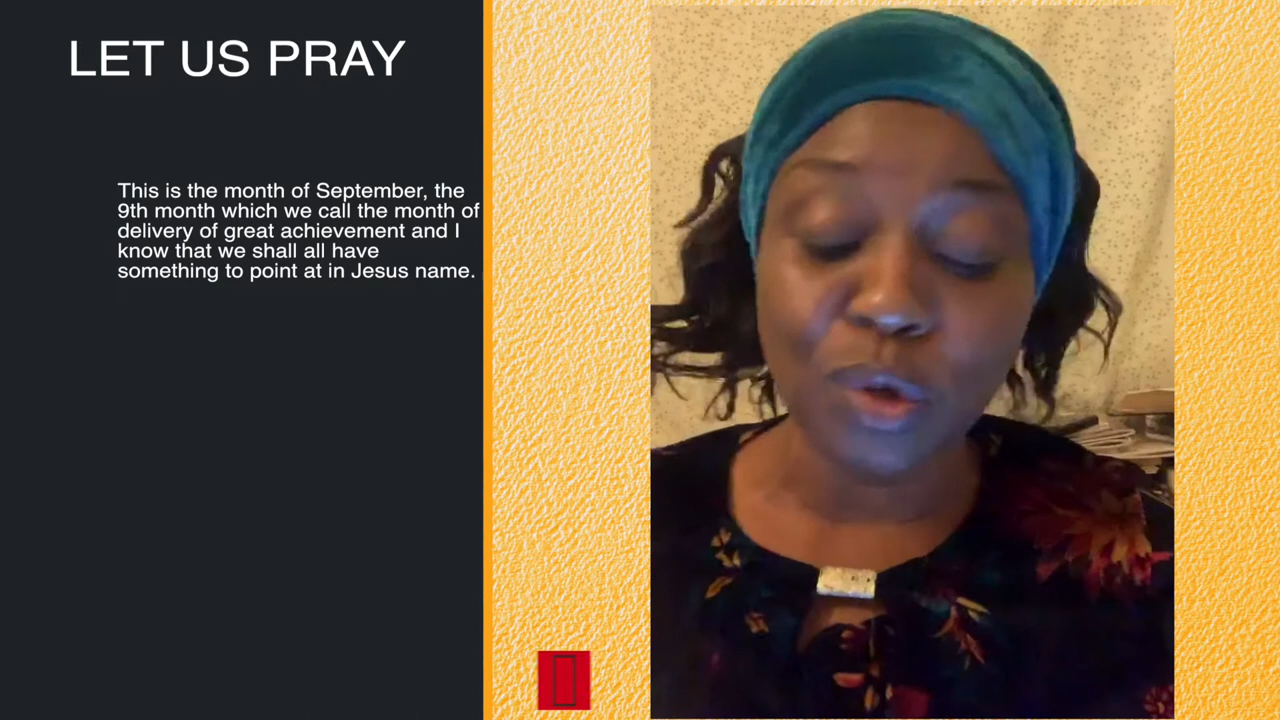 LET US PRAY
This is the month of September, the
9th month which we call the month of
delivery of great achievement and I
know that we shall all have
something to point at in Jesus name.